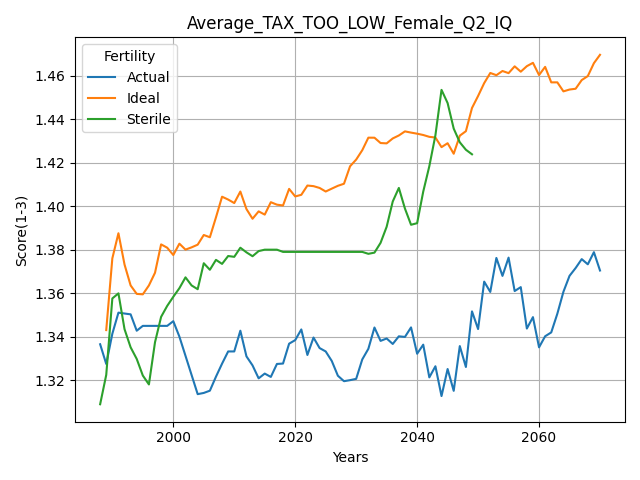 Average_TAX_TOO_LOW_Female_Q2_IQ
Fertility
Actual
Ideal
Sterile
Score(1-3)
1.46
1.44
1.42
1.40
1.38
1.36
1.34
1.32
2000
2020
2040
2060
Years